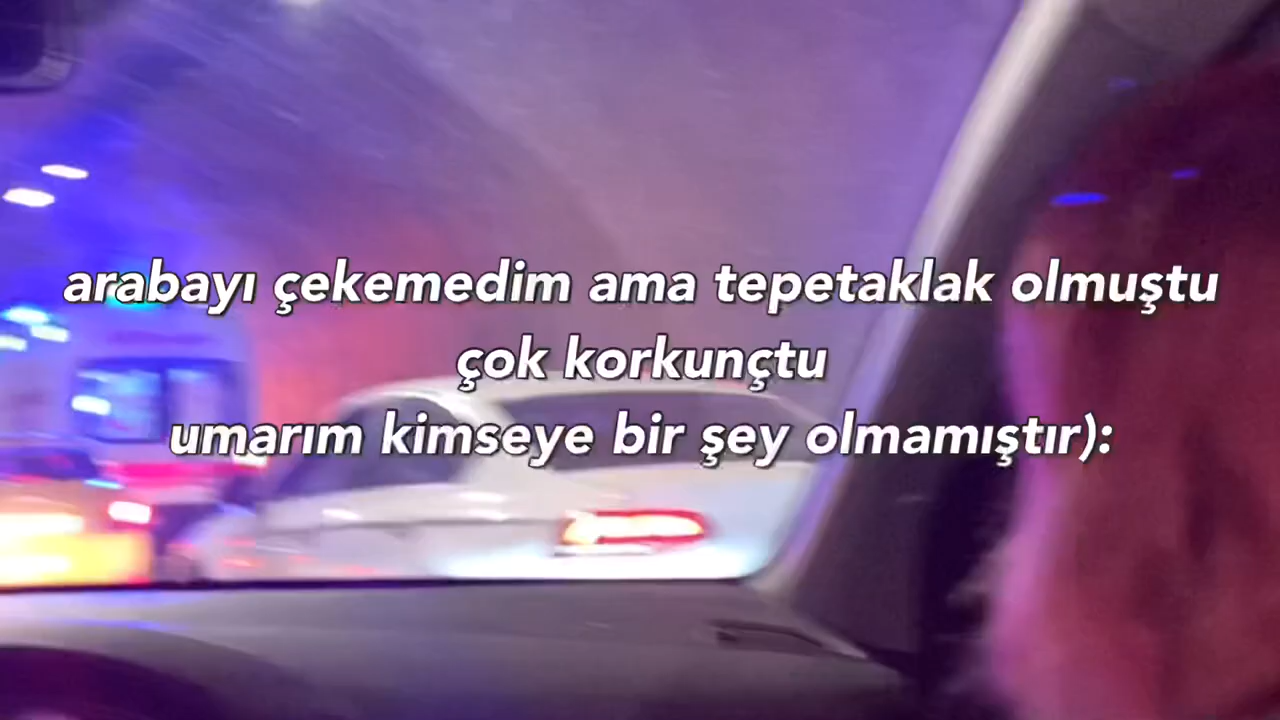 arabayı çekemedim ama tepetaklak olmuştu
çok korkunçtu
umarım kimseye bir şey olmamıştır):